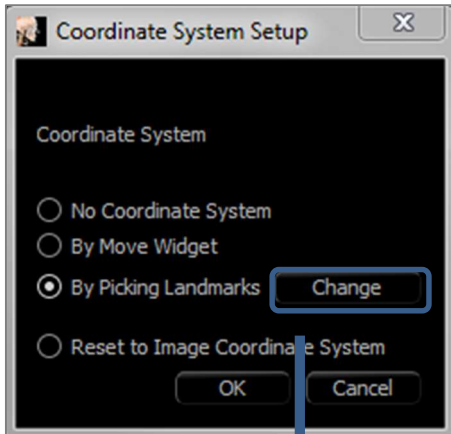 Coordinate System Setup
Coordinate System
No Coordinate System
By Move Widget
By Picking Landmarks Change
Reset to Image Coordinate System
OK Cancel